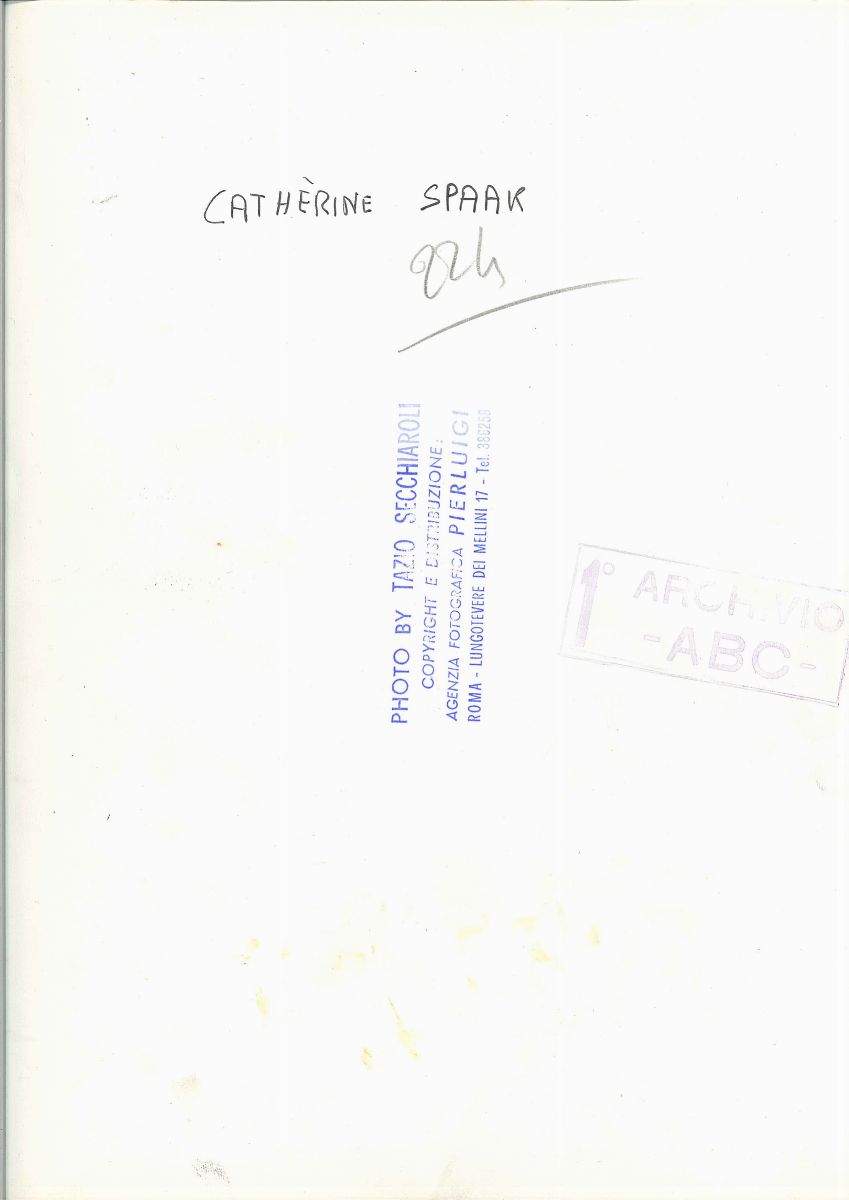 CATHÈRINE SPAAK
PHOTO BY TAZIO SECCHIAROLI
COPYRIGHT E DISTRIBUZIONE:
AGENZIA FOTOGRAFICA PIERLUIGI
ROMA - LUNGOTEVERE DEI MELLINI 17 - Tel. 386258
1° ARCHIVIO
-ABC-